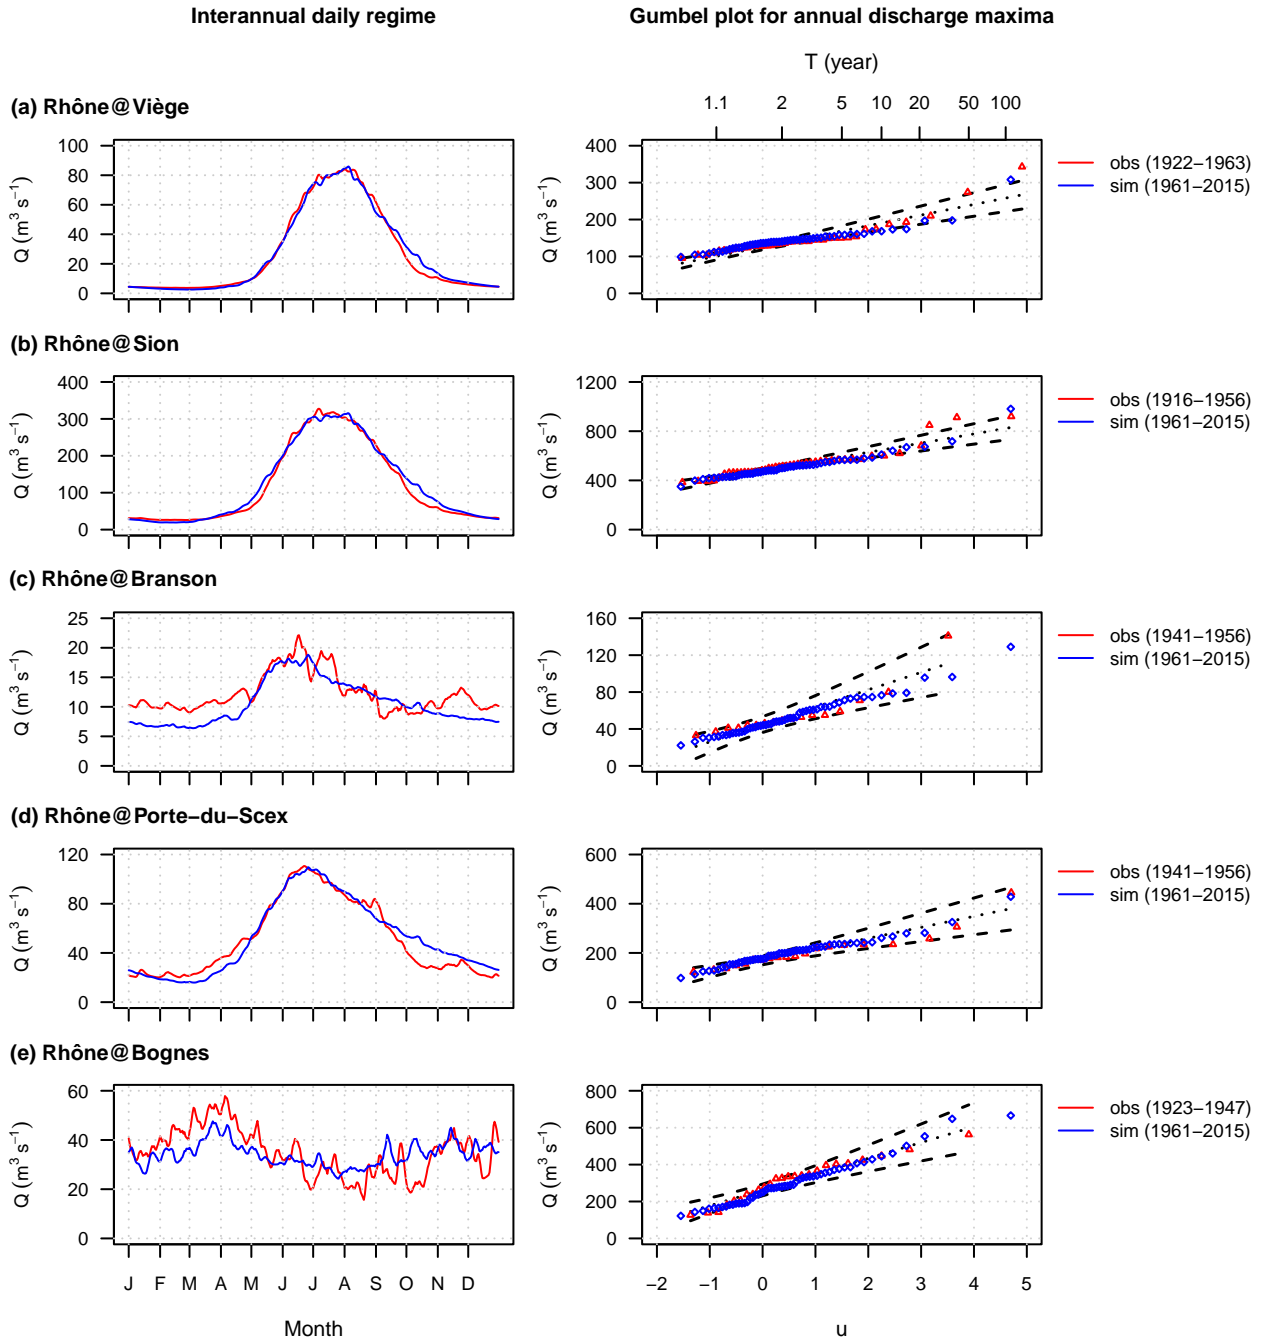 Interannual daily regime
Gumbel plot for annual discharge maxima
T (year)
(a) Rhône@Viège
1.1 2 5 10 20 50 100
Q (m³ s⁻¹)
100
80
60
40
20
0
Q (m³ s⁻¹)
400
300
200
100
0
obs (1922–1963)
sim (1961–2015)
(b) Rhône@Sion
Q (m³ s⁻¹)
400
300
200
100
0
Q (m³ s⁻¹)
1200
800
400
0
obs (1916–1956)
sim (1961–2015)
(c) Rhône@Branson
Q (m³ s⁻¹)
25
20
15
10
5
0
Q (m³ s⁻¹)
160
120
80
40
0
obs (1941–1956)
sim (1961–2015)
(d) Rhône@Porte−du−Scex
Q (m³ s⁻¹)
120
80
40
0
Q (m³ s⁻¹)
600
400
200
0
obs (1941–1956)
sim (1961–2015)
(e) Rhône@Bognes
Q (m³ s⁻¹)
60
40
20
0
Q (m³ s⁻¹)
800
600
400
200
0
obs (1923–1947)
sim (1961–2015)
J F M A M J J A S O N D
−2 −1 0 1 2 3 4 5
Month
u